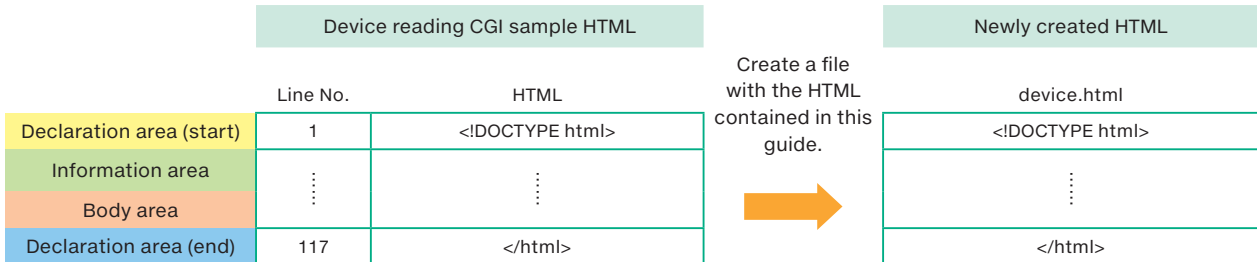 Device reading CGI sample HTML
Newly created HTML
Create a file
with the HTML
contained in this
guide.
Line No.
HTML
device.html
Declaration area (start)
1
<!DOCTYPE html>
<!DOCTYPE html>
Information area
Body area
Declaration area (end)
117
</html>
</html>